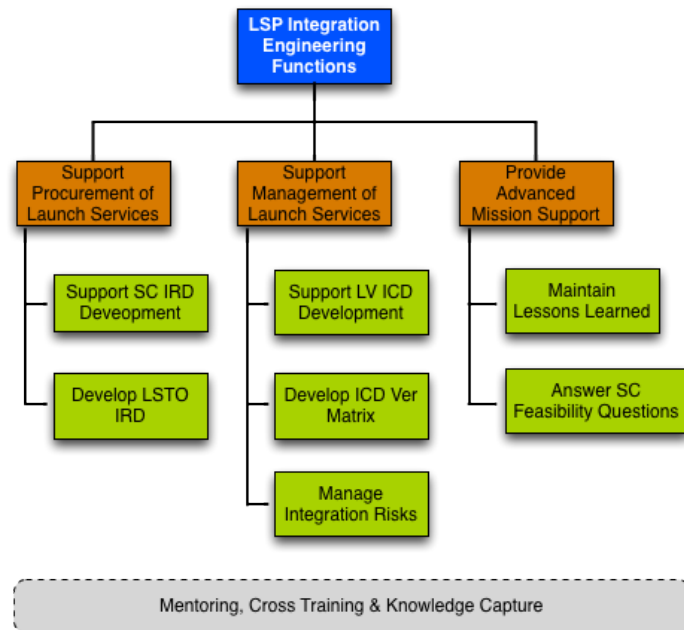 LSP Integration
Engineering
Functions
Support
Procurement of
Launch Services
Support
Management of
Launch Services
Provide
Advanced
Mission Support
Support SC IRD
Deveopment
Support LV ICD
Development
Maintain
Lessons Learned
Develop LSTO
IRD
Develop ICD Ver
Matrix
Answer SC
Feasibility Questions
Manage
Integration Risks
Mentoring, Cross Training & Knowledge Capture